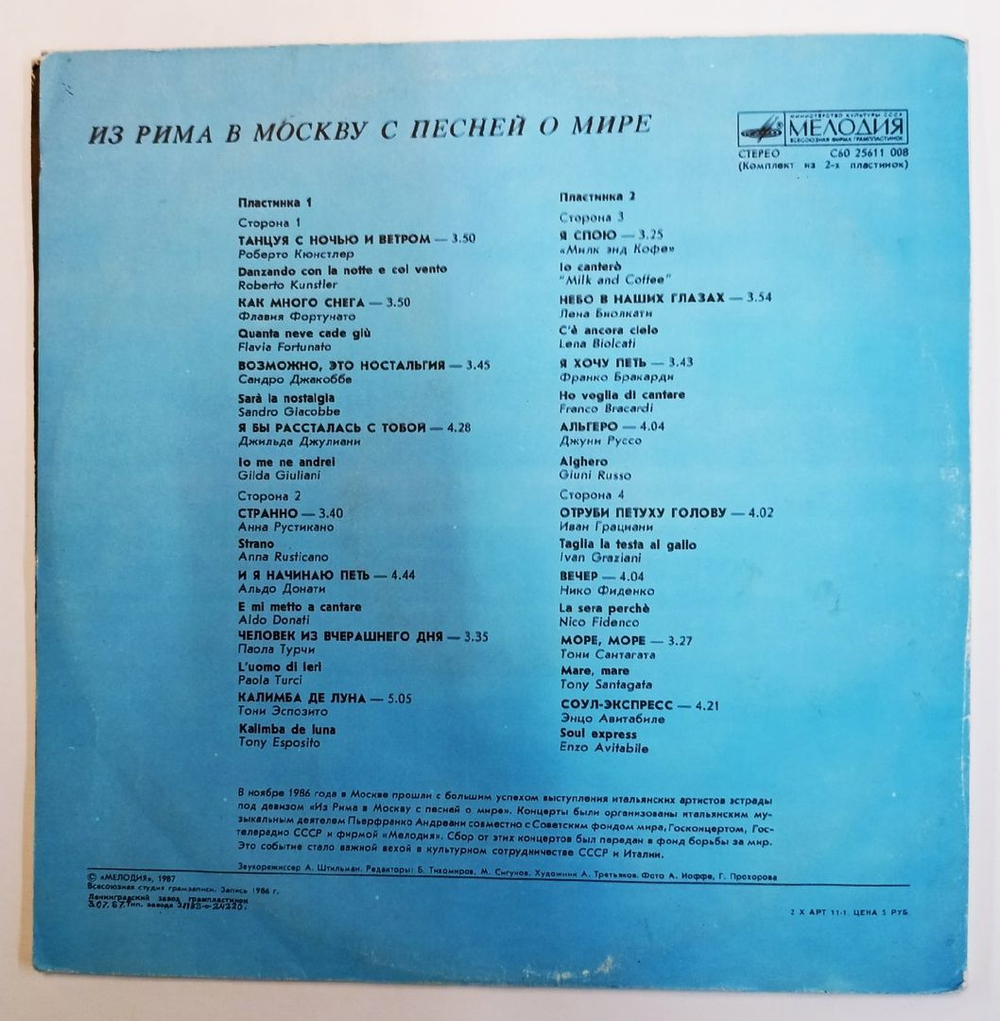 ИЗ РИМА В МОСКВУ С ПЕСНЕЙ О МИРЕ
МИНИСТЕРСТВО КУЛЬТУРЫ СССР
МЕЛОДИЯ
ВСЕСОЮЗНАЯ ФИРМА ГРАМПЛАСТИНОК
СТЕРЕО С60 25611 008
(Комплект из 2-х пластинок)
Пластинка 1
Сторона 1
ТАНЦУЯ С НОЧЬЮ И ВЕТРОМ — 3.50
Роберто Кюнстлер
Danzando con la notte e col vento
Roberto Kunstler
КАК МНОГО СНЕГА — 3.50
Флавия Фортунато
Quanta neve cade giù
Flavia Fortunato
ВОЗМОЖНО, ЭТО НОСТАЛЬГИЯ — 3.45
Сандро Джакоббе
Sarà la nostalgia
Sandro Giacobbe
Я БЫ РАССТАЛАСЬ С ТОБОЙ — 4.28
Джильда Джулиани
Io me ne andrei
Gilda Giuliani
Сторона 2
СТРАННО — 3.40
Анна Рустикано
Strano
Anna Rusticano
И Я НАЧИНАЮ ПЕТЬ — 4.44
Альдо Донати
E mi metto a cantare
Aldo Donati
ЧЕЛОВЕК ИЗ ВЧЕРАШНЕГО ДНЯ — 3.35
Паола Турчи
L'uomo di ieri
Paola Turci
КАЛИМБА ДЕ ЛУНА — 5.05
Тони Эспозито
Kalimba de luna
Tony Esposito
Пластинка 2
Сторона 3
Я СПОЮ — 3.25
«Милк энд Кофе»
Io canterò
"Milk and Coffee"
НЕБО В НАШИХ ГЛАЗАХ — 3.54
Лена Биолкати
C'è ancora cielo
Lena Biolcati
Я ХОЧУ ПЕТЬ — 3.43
Франко Бракарди
Ho voglia di cantare
Franco Bracardi
АЛЬГЕРО — 4.04
Джуни Руссо
Alghero
Giuni Russo
Сторона 4
ОТРУБИ ПЕТУХУ ГОЛОВУ — 4.02
Иван Грациани
Taglia la testa al gallo
Ivan Graziani
ВЕЧЕР — 4.04
Нико Фиденко
La sera perchè
Nico Fidenco
МОРЕ, МОРЕ — 3.27
Тони Сантагата
Mare, mare
Tony Santagata
СОУЛ-ЭКСПРЕСС — 4.21
Энцо Авитабиле
Soul express
Enzo Avitabile
В ноябре 1986 года в Москве прошли с большим успехом выступления итальянских артистов эстрады
под девизом «Из Рима в Москву с песней о мире». Концерты были организованы итальянским му-
зыкальным деятелем Пьерфранко Андреани совместно с Советским фондом мира, Госконцертом, Гос-
телерадио СССР и фирмой «Мелодия». Сбор от этих концертов был передан в фонд борьбы за мир.
Это событие стало важной вехой в культурном сотрудничестве СССР и Италии.
Звукорежиссер А. Штильман. Редакторы: Б. Тихомиров, М. Сигунов. Художник А. Третьяков. Фото А. Иоффе, Г. Прохорова
© «МЕЛОДИЯ», 1987
Всесоюзная студия грамзаписи. Запись 1986 г.
Ленинградский завод грампластинок
Тип. завода
2 X АРТ 11-1. ЦЕНА 5 РУБ.